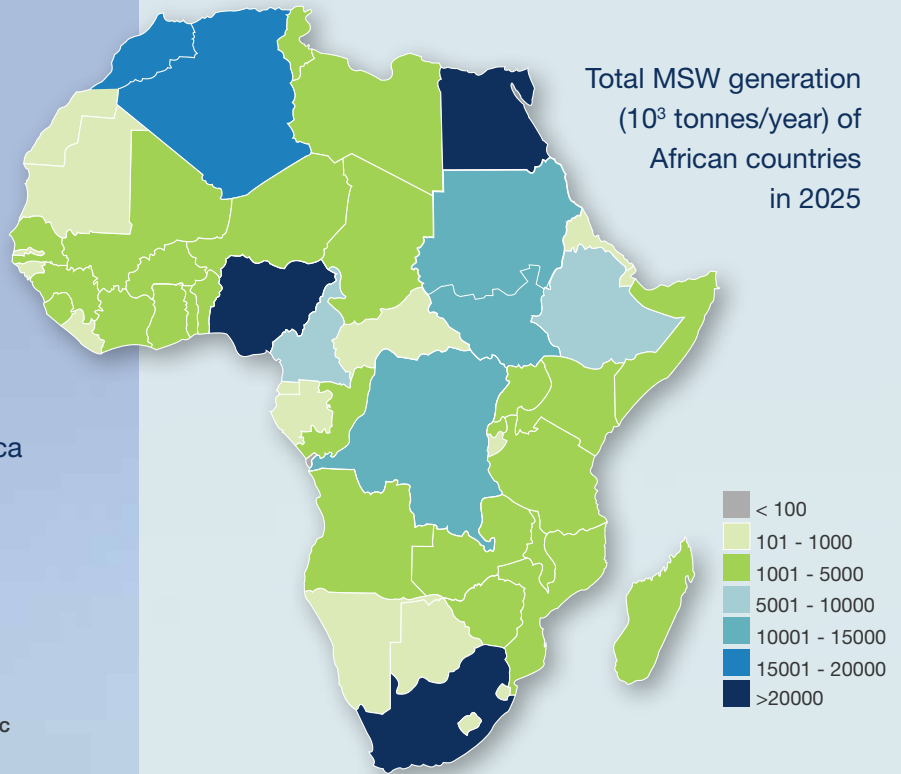 Total MSW generation
(10³ tonnes/year) of
African countries
in 2025
ca
< 100
101 - 1000
1001 - 5000
5001 - 10000
10001 - 15000
15001 - 20000
>20000
c